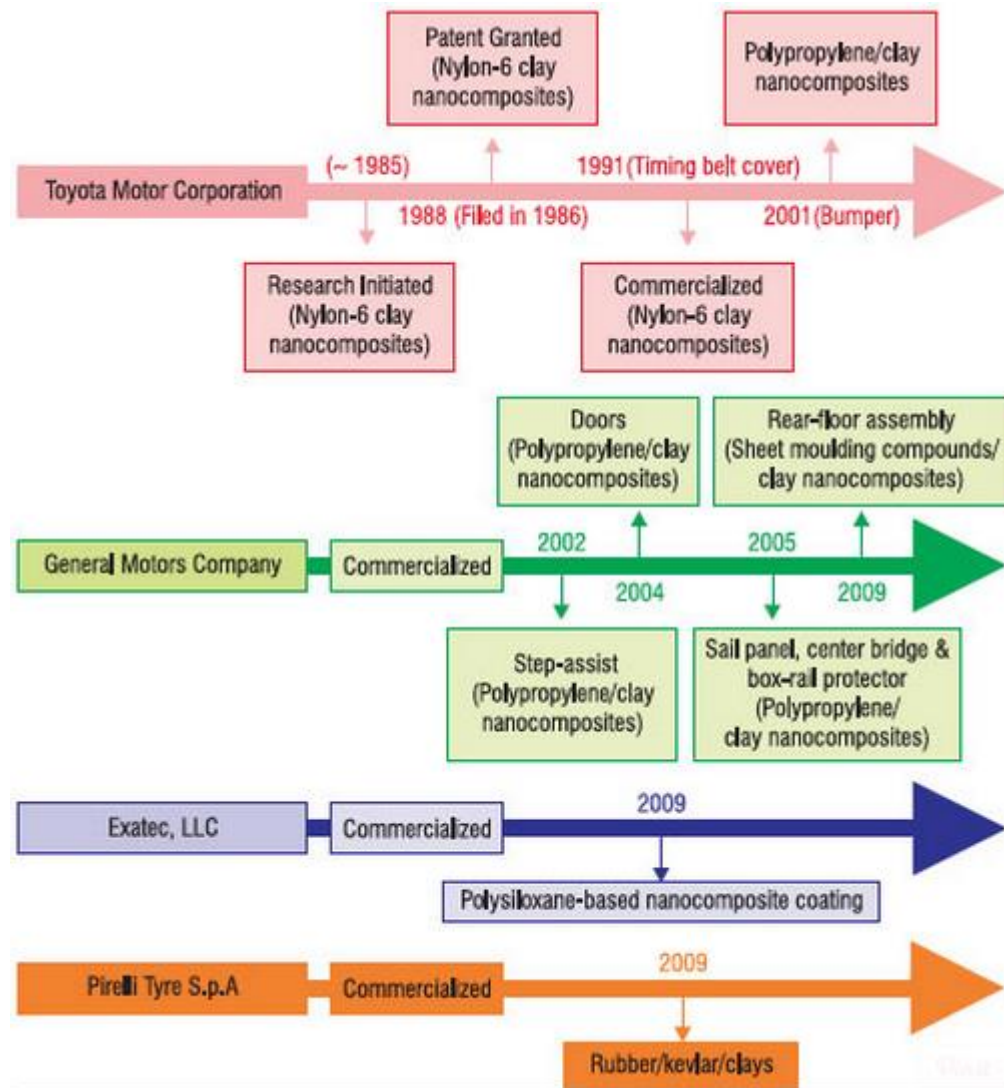 Patent Granted
(Nylon-6 clay
nanocomposites)
Polypropylene/clay
nanocomposites
(~ 1985)
1991(Timing belt cover)
Toyota Motor Corporation
1988 (Filed in 1986)
2001(Bumper)
Research Initiated
(Nylon-6 clay
nanocomposites)
Commercialized
(Nylon-6 clay
nanocomposites)
Doors
(Polypropylene/clay
nanocomposites)
Rear-floor assembly
(Sheet moulding compounds/
clay nanocomposites)
2002
2005
General Motors Company
Commercialized
2004
2009
Step-assist
(Polypropylene/clay
nanocomposites)
Sail panel, center bridge &
box-rail protector
(Polypropylene/
clay nanocomposites)
2009
Exatec, LLC
Commercialized
Polysiloxane-based nanocomposite coating
2009
Pirelli Tyre S.p.A
Commercialized
Rubber/kevlar/clays